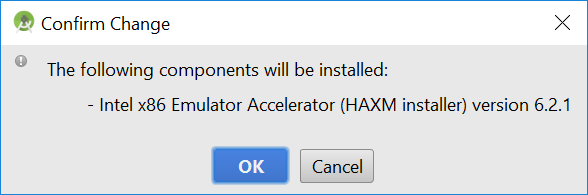 Confirm Change
The following components will be installed:
- Intel x86 Emulator Accelerator (HAXM installer) version 6.2.1
OK
Cancel